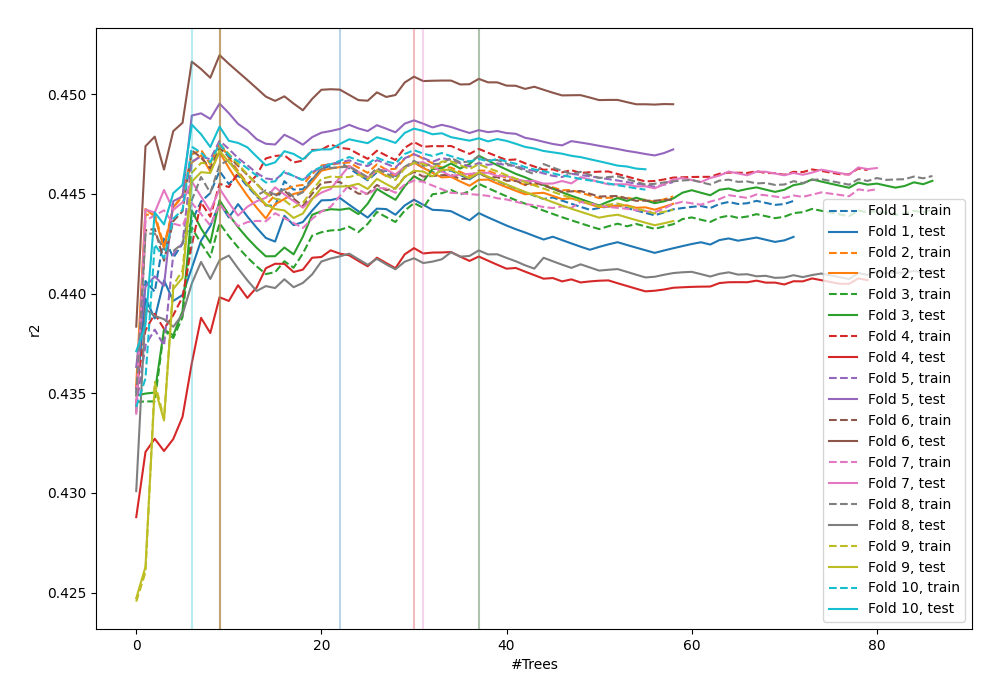 0.450
0.445
0.440
0.435
0.430
0.425
r2
0
20
40
60
80
#Trees
Fold 1, train
Fold 1, test
Fold 2, train
Fold 2, test
Fold 3, train
Fold 3, test
Fold 4, train
Fold 4, test
Fold 5, train
Fold 5, test
Fold 6, train
Fold 6, test
Fold 7, train
Fold 7, test
Fold 8, train
Fold 8, test
Fold 9, train
Fold 9, test
Fold 10, train
Fold 10, test